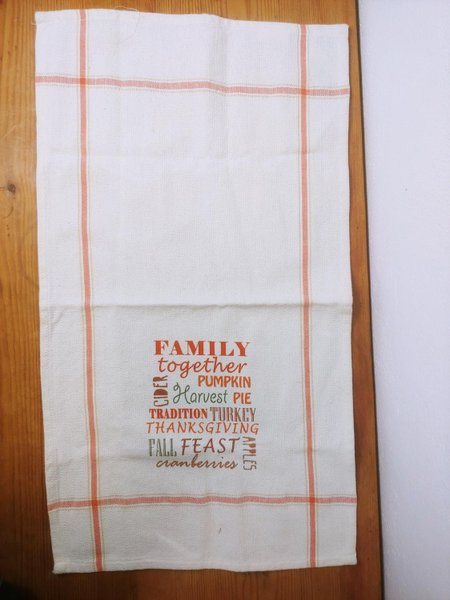 FAMILY
together
PUMPKIN
CIDER
Harvest PIE
TRADITION TURKEY
THANKSGIVING
FALL FEAST
APPLES
cranberries